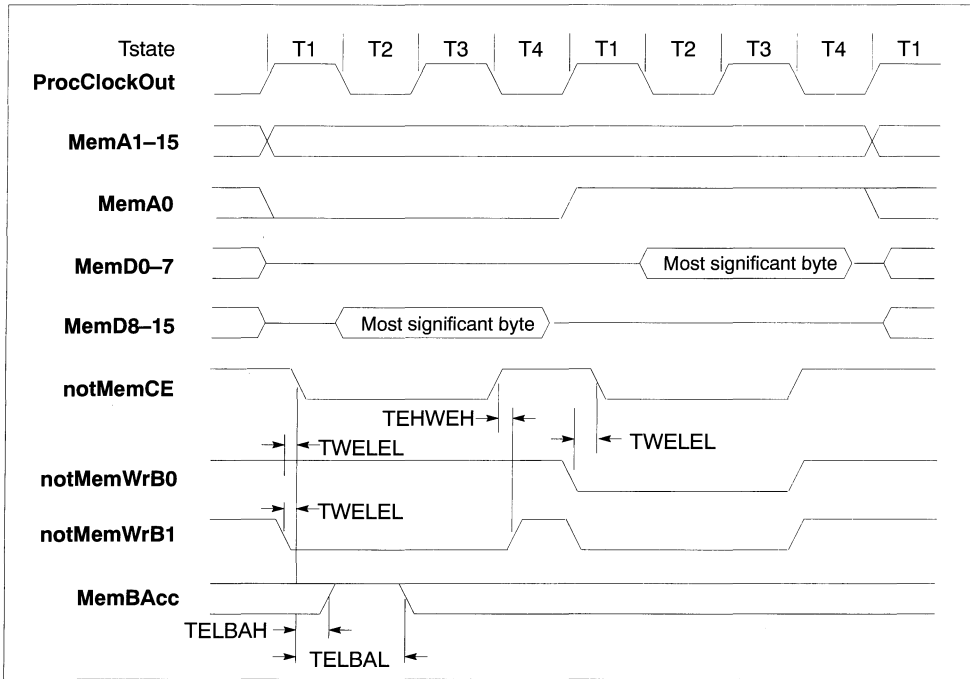 Tstate T1 T2 T3 T4 T1 T2 T3 T4 T1
ProcClockOut
MemA1–15
MemA0
MemD0–7 Most significant byte
MemD8–15 Most significant byte
notMemCE
TEHWEH
TWELEL TWELEL
notMemWrB0
TWELEL
notMemWrB1
MemBAcc
TELBAH
TELBAL